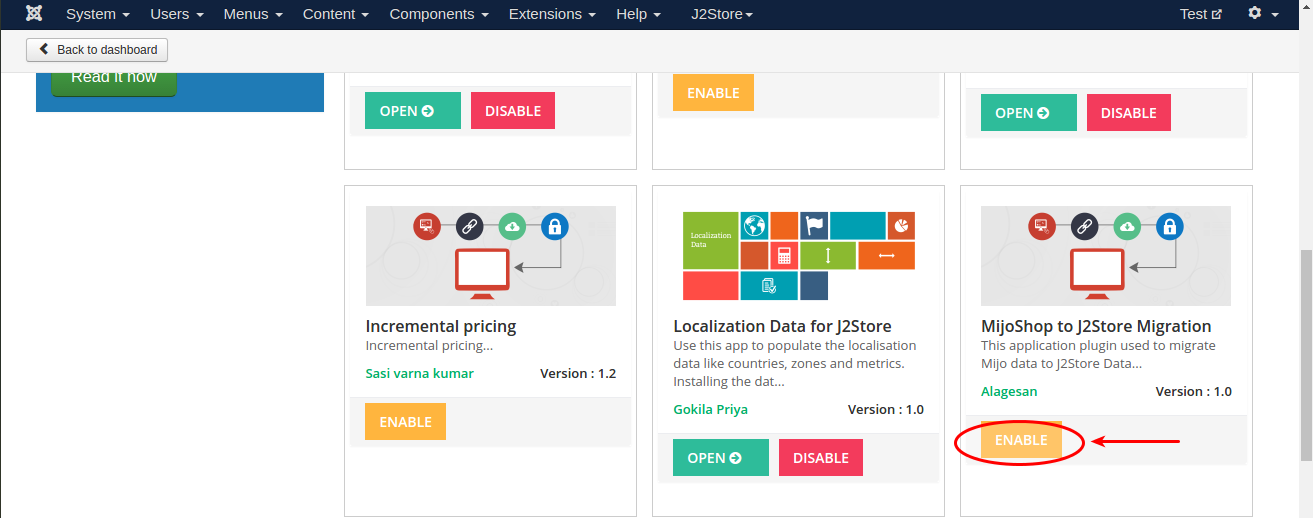 System Users Menus Content Components Extensions Help J2Store Test
Back to dashboard
Read it now
OPEN DISABLE
ENABLE
OPEN DISABLE
Incremental pricing
Incremental pricing...
Sasi varna kumar Version : 1.2
ENABLE
Localization
Data
Localization Data for J2Store
Use this app to populate the localisation
data like countries, zones and metrics.
Installing the dat...
Gokila Priya Version : 1.0
OPEN DISABLE
MijoShop to J2Store Migration
This application plugin used to migrate
Mijo data to J2Store Data...
Alagesan Version : 1.0
ENABLE